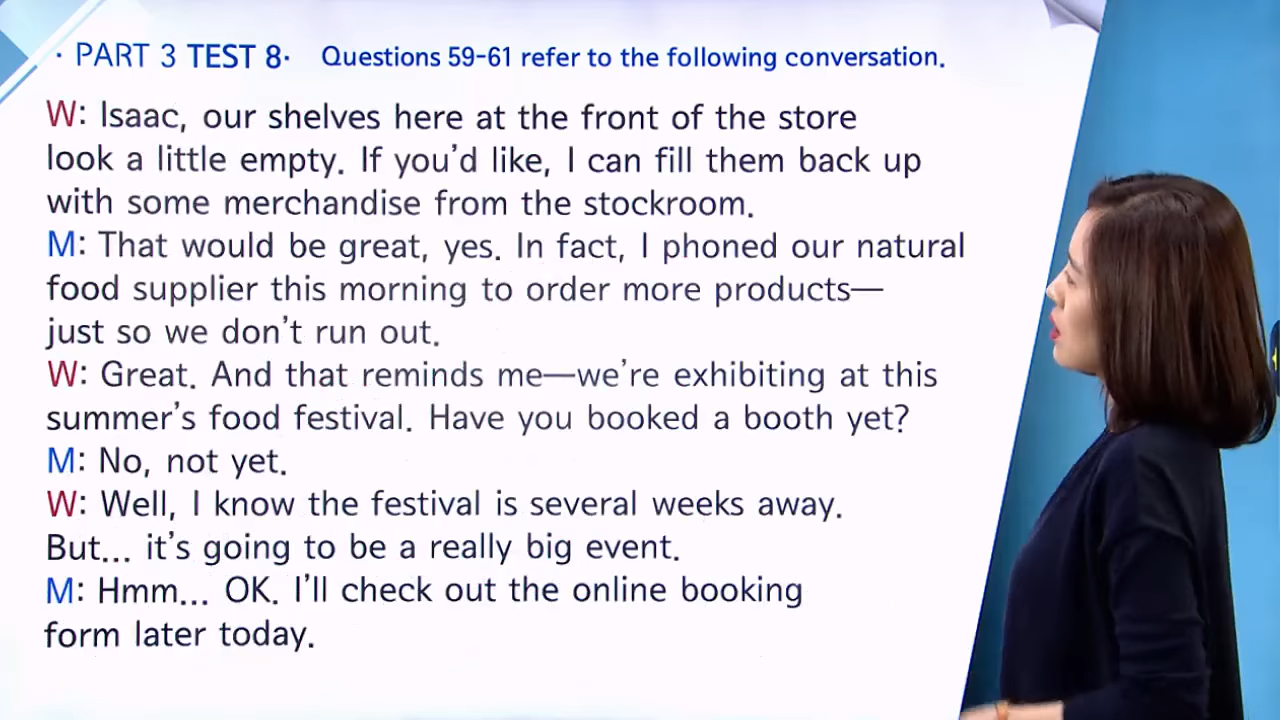 · PART 3 TEST 8· Questions 59-61 refer to the following conversation.
W: Isaac, our shelves here at the front of the store
look a little empty. If you'd like, I can fill them back up
with some merchandise from the stockroom.
M: That would be great, yes. In fact, I phoned our natural
food supplier this morning to order more products—
just so we don't run out.
W: Great. And that reminds me—we're exhibiting at this
summer's food festival. Have you booked a booth yet?
M: No, not yet.
W: Well, I know the festival is several weeks away.
But... it's going to be a really big event.
M: Hmm... OK. I'll check out the online booking
form later today.